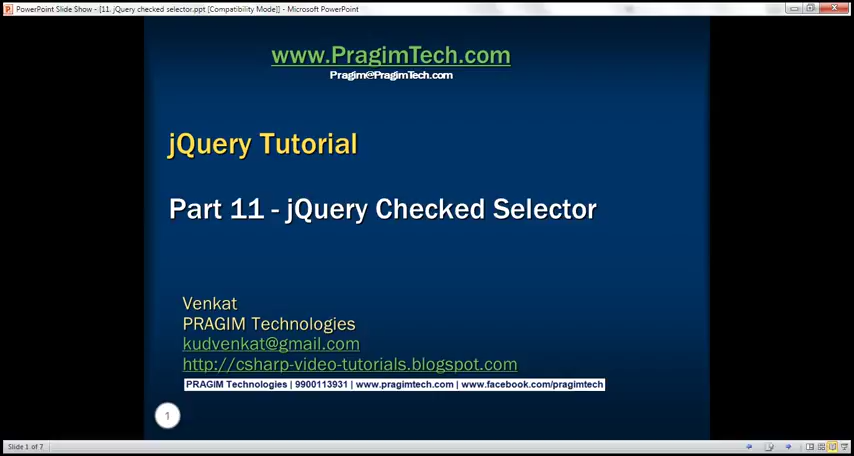 PowerPoint Slide Show - [11. jQuery checked selector.ppt [Compatibility Mode]] - Microsoft PowerPoint
www.PragimTech.com
Pragim@PragimTech.com
jQuery Tutorial
Part 11 - jQuery Checked Selector
Venkat
PRAGIM Technologies
kudvenkat@gmail.com
http://csharp-video-tutorials.blogspot.com
PRAGIM Technologies | 9900113931 | www.pragimtech.com | www.facebook.com/pragimtech
1
Slide 1 of 7